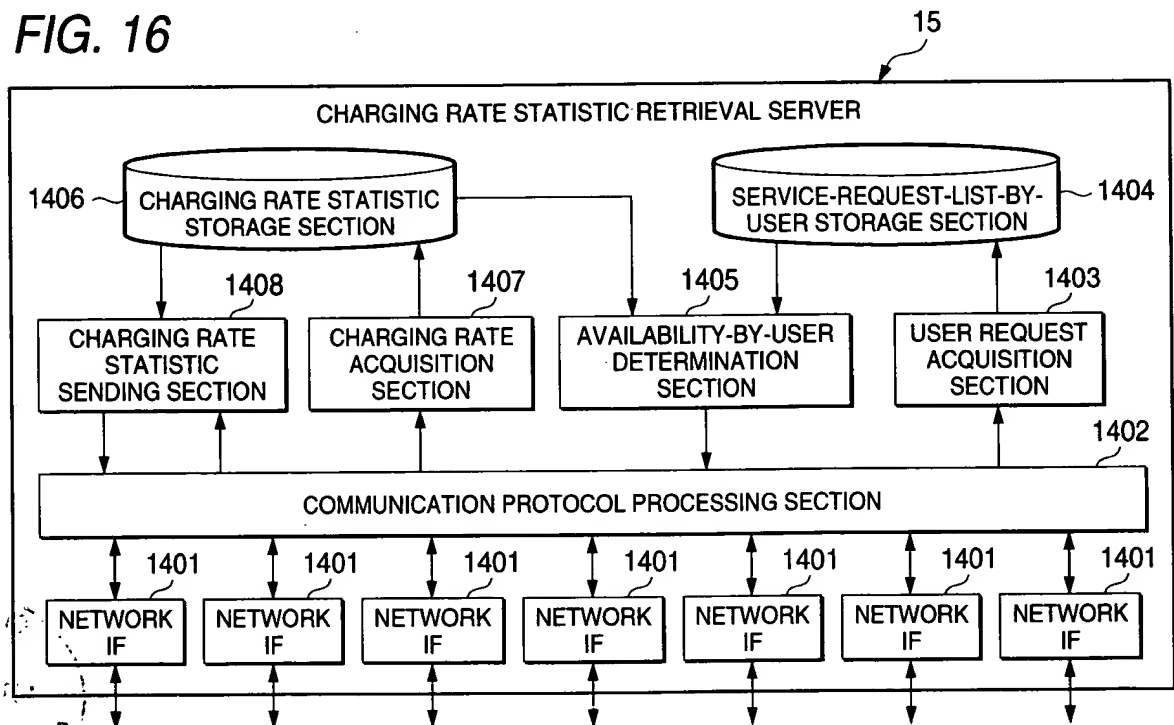 FIG. 16
15
CHARGING RATE STATISTIC RETRIEVAL SERVER
1406
CHARGING RATE STATISTIC
STORAGE SECTION
SERVICE-REQUEST-LIST-BY-
USER STORAGE SECTION
1404
1408
CHARGING RATE
STATISTIC
SENDING SECTION
1407
CHARGING RATE
ACQUISITION
SECTION
1405
AVAILABILITY-BY-USER
DETERMINATION
SECTION
1403
USER REQUEST
ACQUISITION
SECTION
1402
COMMUNICATION PROTOCOL PROCESSING SECTION
1401
NETWORK
IF
1401
NETWORK
IF
1401
NETWORK
IF
1401
NETWORK
IF
1401
NETWORK
IF
1401
NETWORK
IF
1401
NETWORK
IF